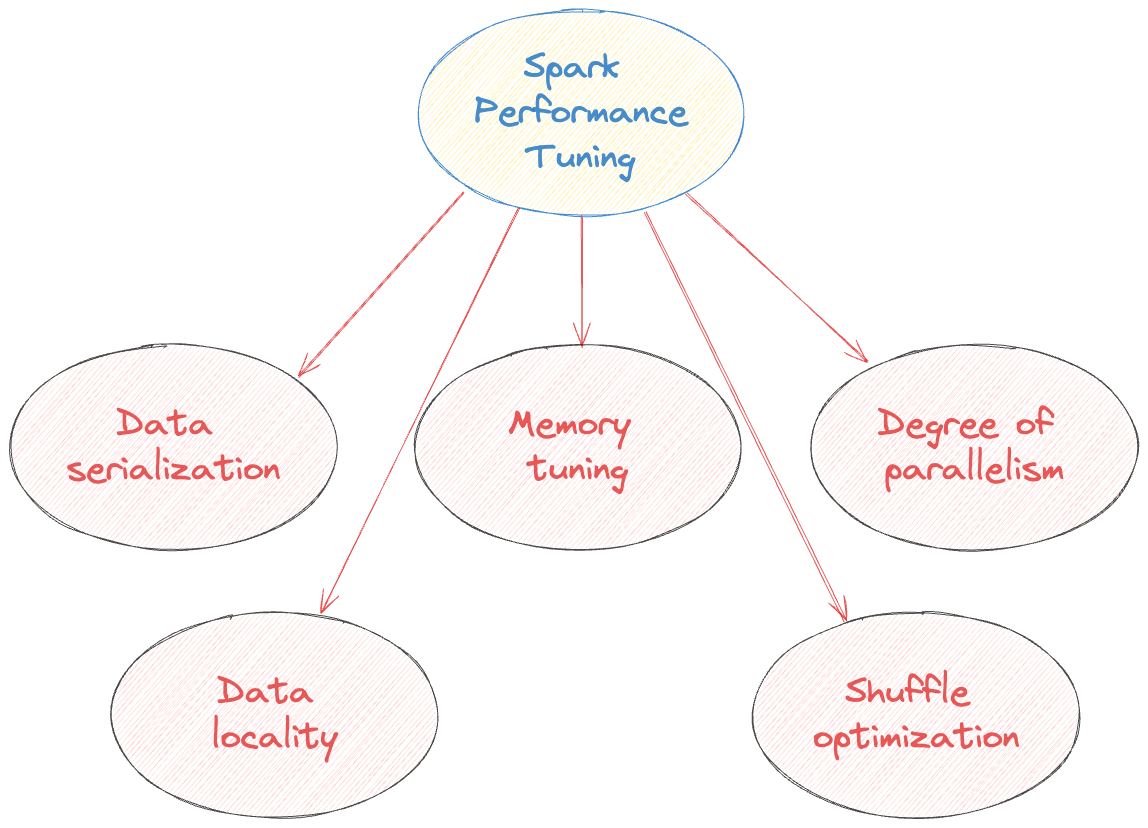 Spark
Performance
Tuning
Data
serialization
Memory
tuning
Degree of
parallelism
Data
locality
Shuffle
optimization